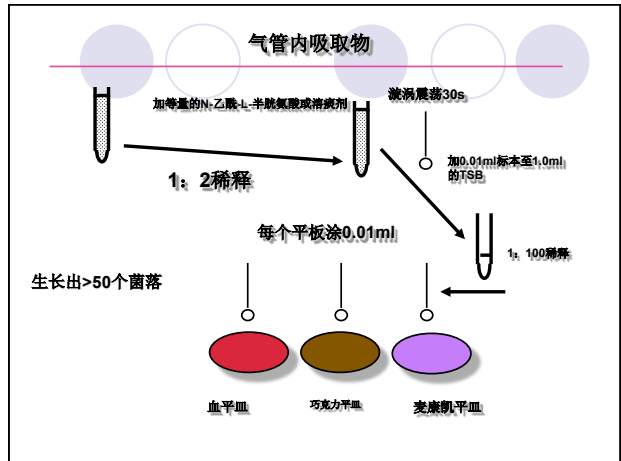 气管内吸取物
加等量的N-乙酰-L-半胱氨酸或溶痰剂
漩涡震荡30s
加0.01ml标本至1.0ml
的TSB
1：2稀释
每个平板涂0.01ml
1：100稀释
生长出>50个菌落
血平皿
巧克力平皿
麦康凯平皿